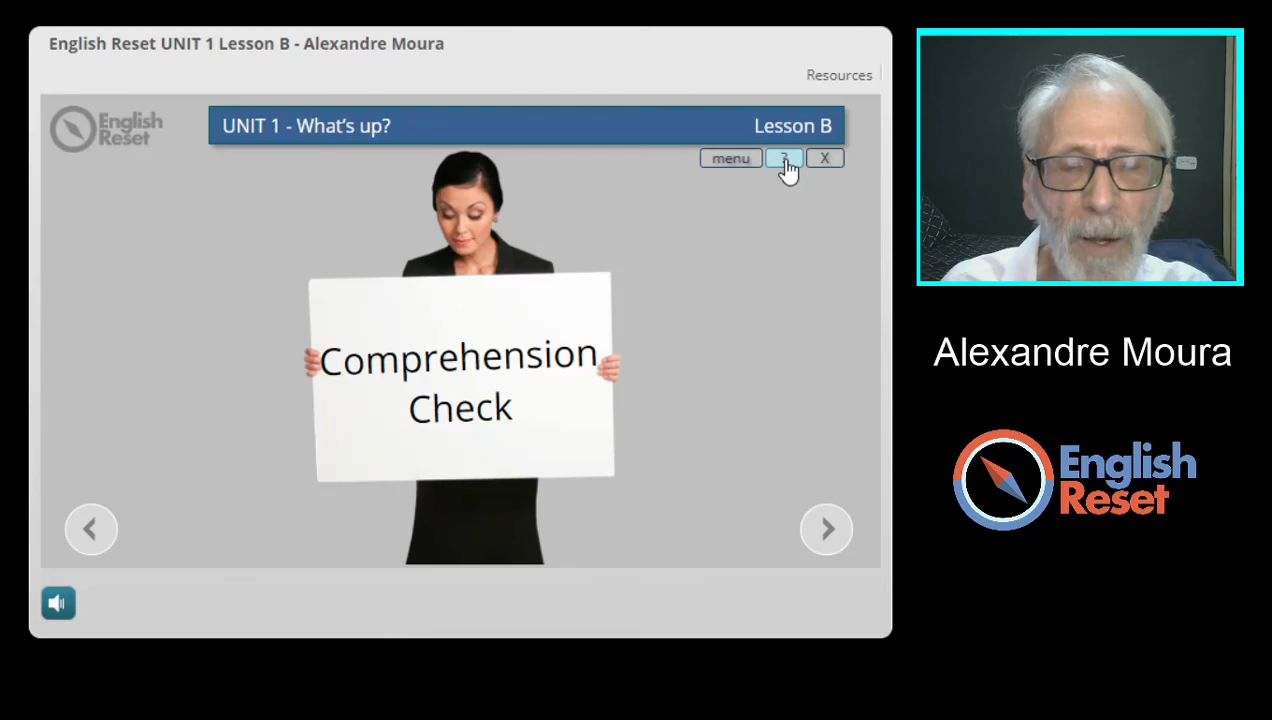 English Reset UNIT 1 Lesson B - Alexandre Moura
Resources
English
Reset
UNIT 1 - What's up?
Lesson B
menu
?
X
Comprehension
Check
Alexandre Moura
English
Reset